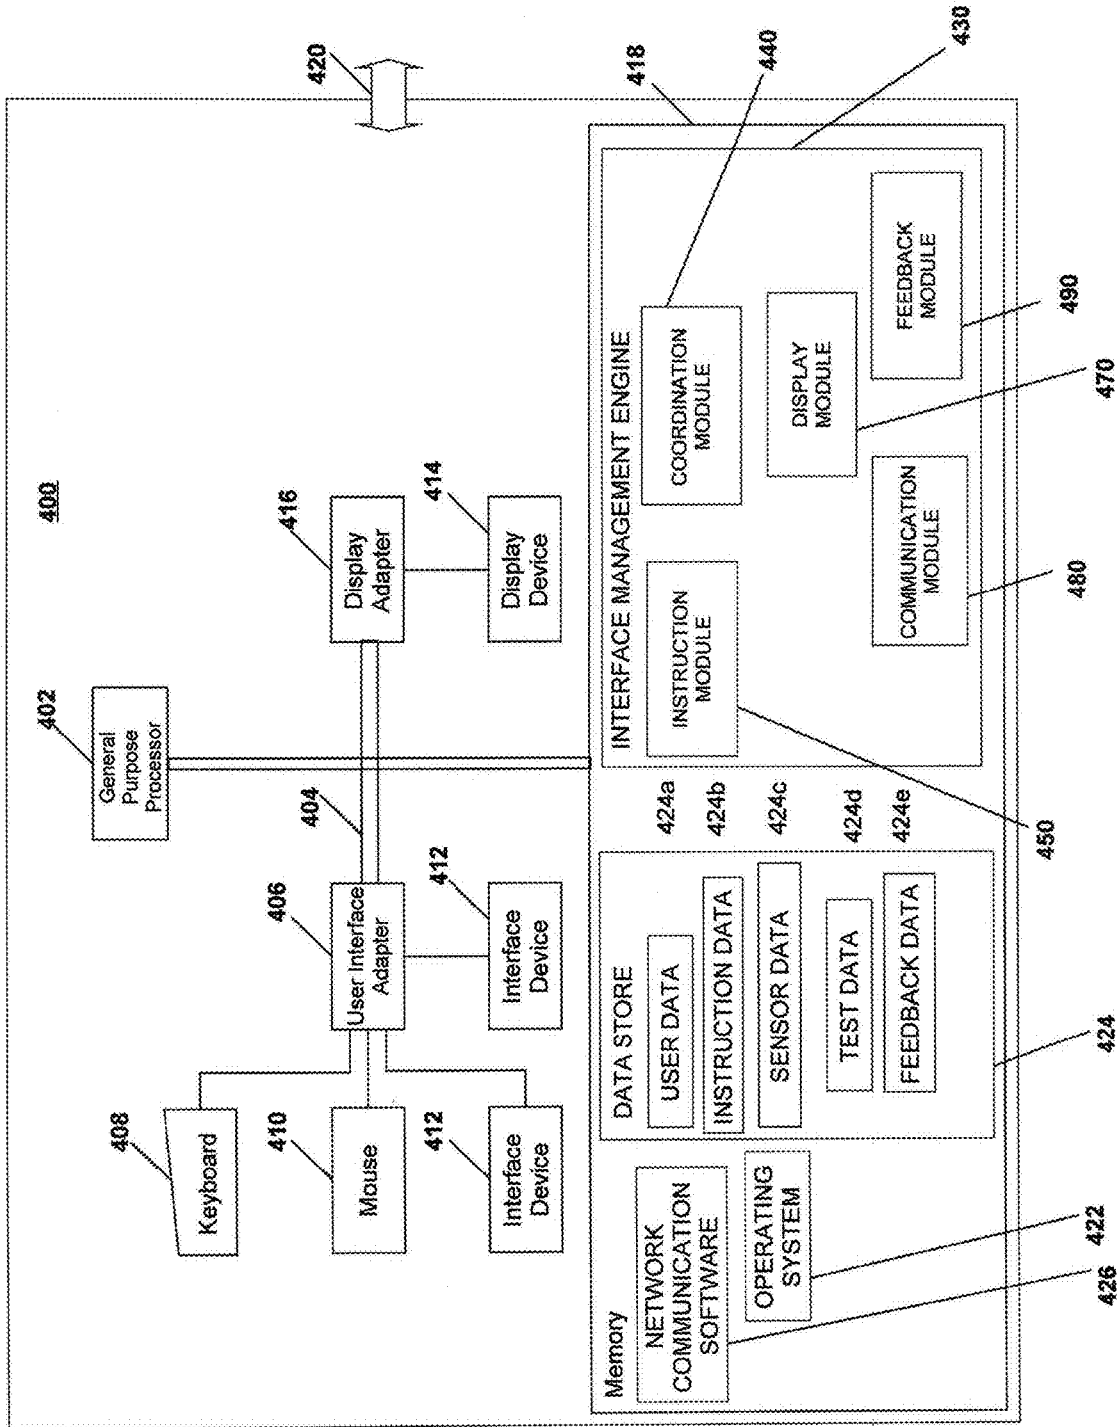 400
402
General
Purpose
Processor
420
408
Keyboard
410
Mouse
412
Interface
Device
406
User Interface
Adapter
412
Interface
Device
404
416
Display
Adapter
414
Display
Device
418
440
430
Memory
NETWORK
COMMUNICATION
SOFTWARE
OPERATING
SYSTEM
422
426
DATA STORE
USER DATA
424a
INSTRUCTION DATA
424b
SENSOR DATA
424c
TEST DATA
424d
FEEDBACK DATA
424e
424
INTERFACE MANAGEMENT ENGINE
INSTRUCTION
MODULE
450
COORDINATION
MODULE
DISPLAY
MODULE
470
COMMUNICATION
MODULE
480
FEEDBACK
MODULE
490